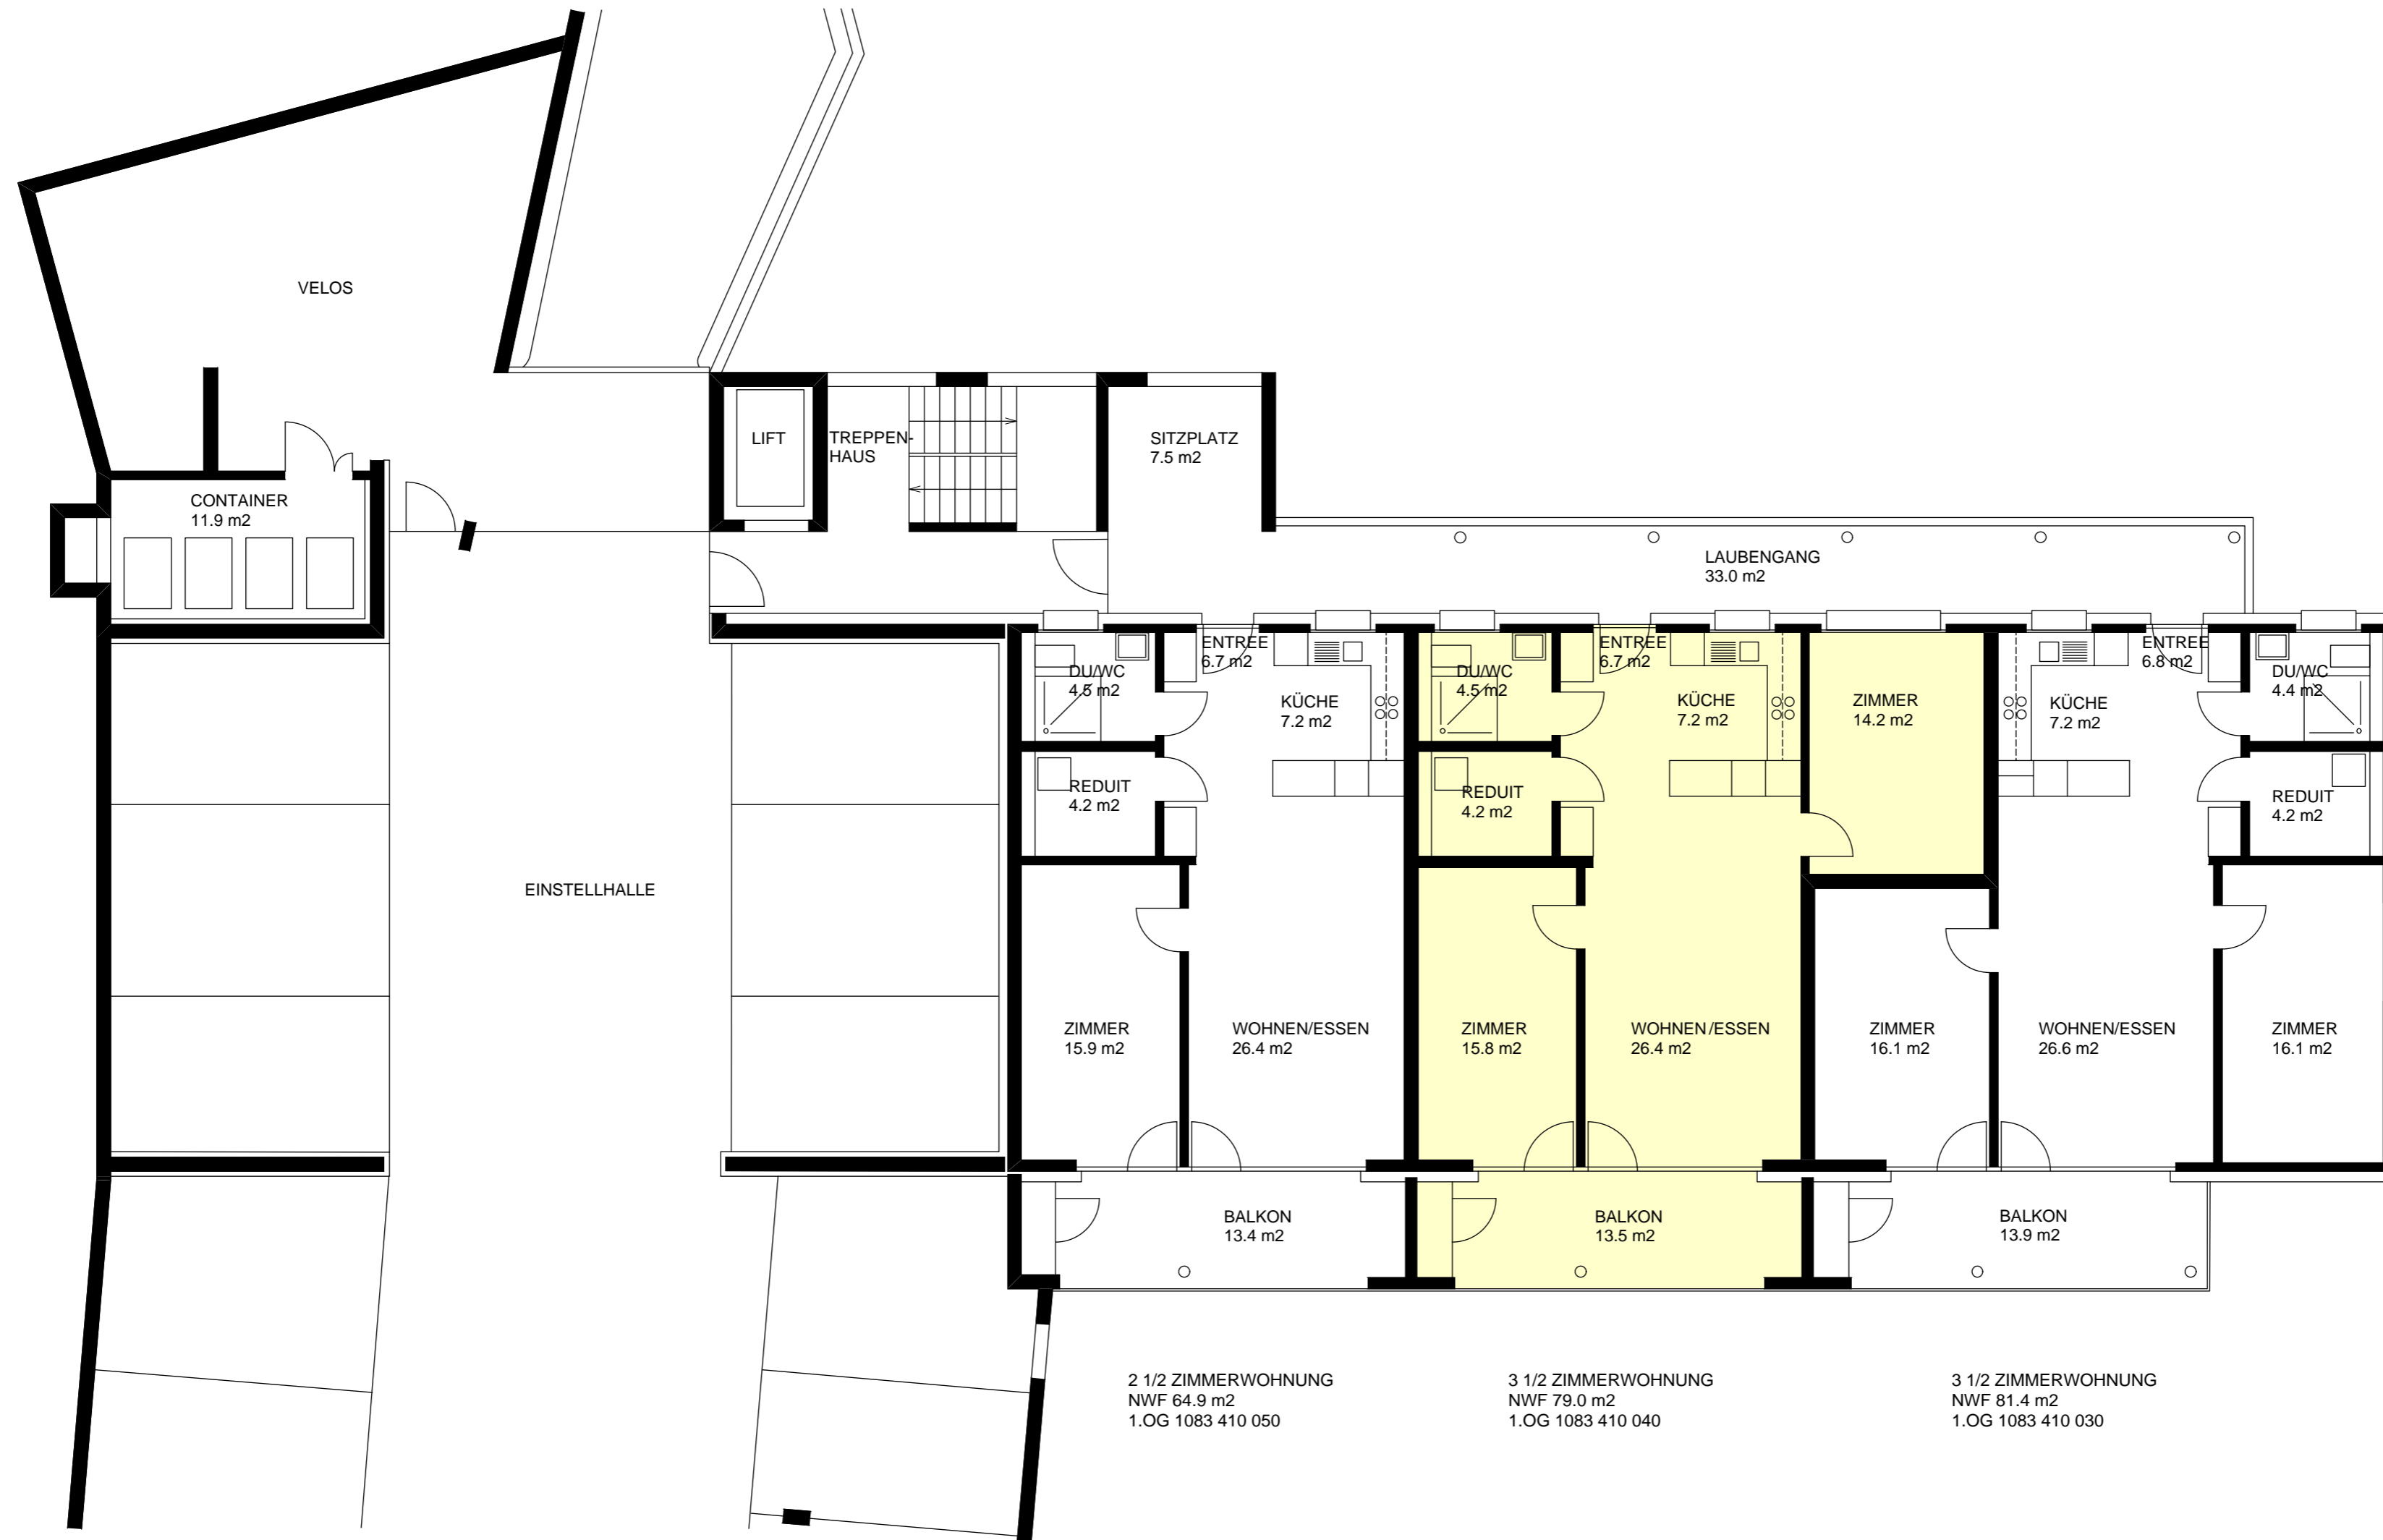 VELOS
LIFT
TREPPEN-
HAUS
SITZPLATZ
7.5 m2
CONTAINER
11.9 m2
LAUBENGANG
33.0 m2
EINSTELLHALLE
ENTREE
6.7 m2
DU/WC
4.5 m2
KÜCHE
7.2 m2
REDUIT
4.2 m2
ZIMMER
15.9 m2
WOHNEN/ESSEN
26.4 m2
BALKON
13.4 m2
ENTREE
6.7 m2
DU/WC
4.5 m2
KÜCHE
7.2 m2
ZIMMER
14.2 m2
REDUIT
4.2 m2
ZIMMER
15.8 m2
WOHNEN/ESSEN
26.4 m2
BALKON
13.5 m2
ENTREE
6.8 m2
DU/WC
4.4 m2
KÜCHE
7.2 m2
REDUIT
4.2 m2
ZIMMER
16.1 m2
WOHNEN/ESSEN
26.6 m2
ZIMMER
16.1 m2
BALKON
13.9 m2
2 1/2 ZIMMERWOHNUNG
NWF 64.9 m2
1.OG 1083 410 050
3 1/2 ZIMMERWOHNUNG
NWF 79.0 m2
1.OG 1083 410 040
3 1/2 ZIMMERWOHNUNG
NWF 81.4 m2
1.OG 1083 410 030